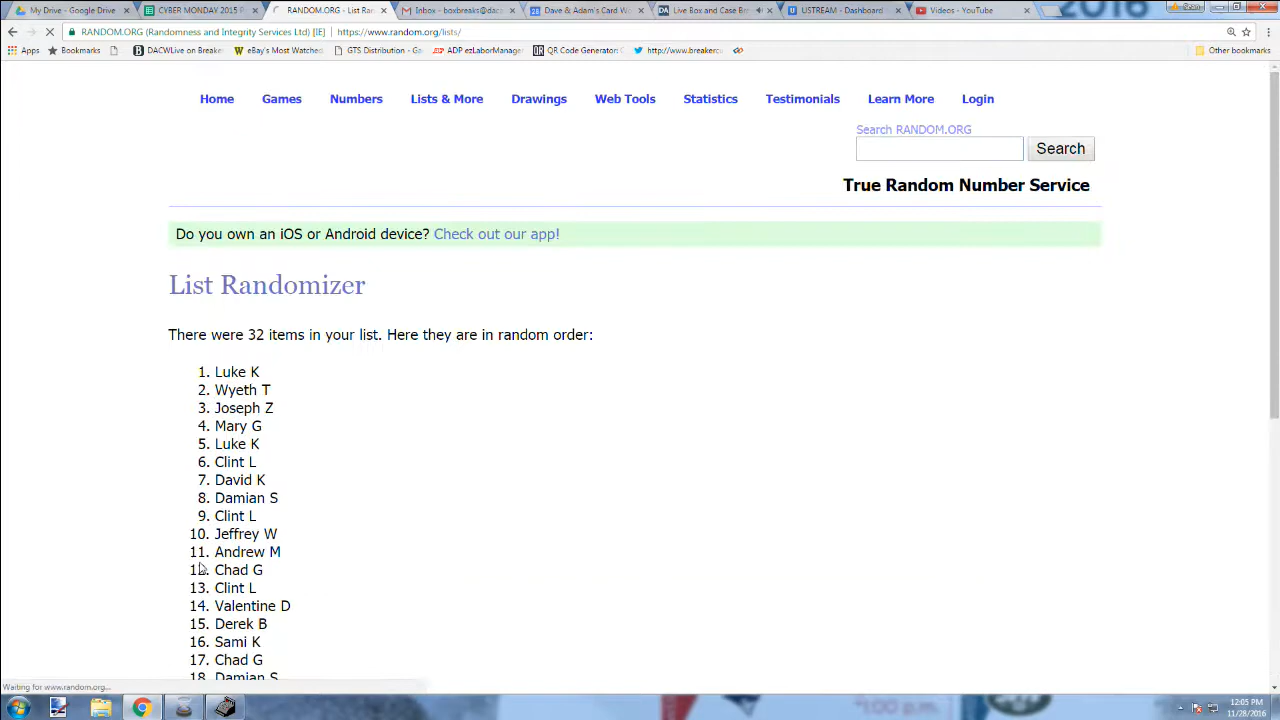 My Drive - Google Drive
CYBER MONDAY 2015 P
RANDOM.ORG - List Ran
Inbox - boxbreaks@dac
Dave & Adam's Card Wo
Live Box and Case Bre
USTREAM - Dashboard
Videos - YouTube
2016
Sean
RANDOM.ORG (Randomness and Integrity Services Ltd) [IE]
https://www.random.org/lists/
Apps
Bookmarks
DACWLive on Breake
eBay's Most Watche
GTS Distribution - G
ADP ezLaborManager
QR Code Generator:
http://www.breakerc
Other bookmarks
Home
Games
Numbers
Lists & More
Drawings
Web Tools
Statistics
Testimonials
Learn More
Login
Search RANDOM.ORG
Search
True Random Number Service
Do you own an iOS or Android device? Check out our app!
List Randomizer
There were 32 items in your list. Here they are in random order:
1. Luke K
2. Wyeth T
3. Joseph Z
4. Mary G
5. Luke K
6. Clint L
7. David K
8. Damian S
9. Clint L
10. Jeffrey W
11. Andrew M
12. Chad G
13. Clint L
14. Valentine D
15. Derek B
16. Sami K
17. Chad G
18. Damian S
Waiting for www.random.org...
12:05 PM
11/28/2016